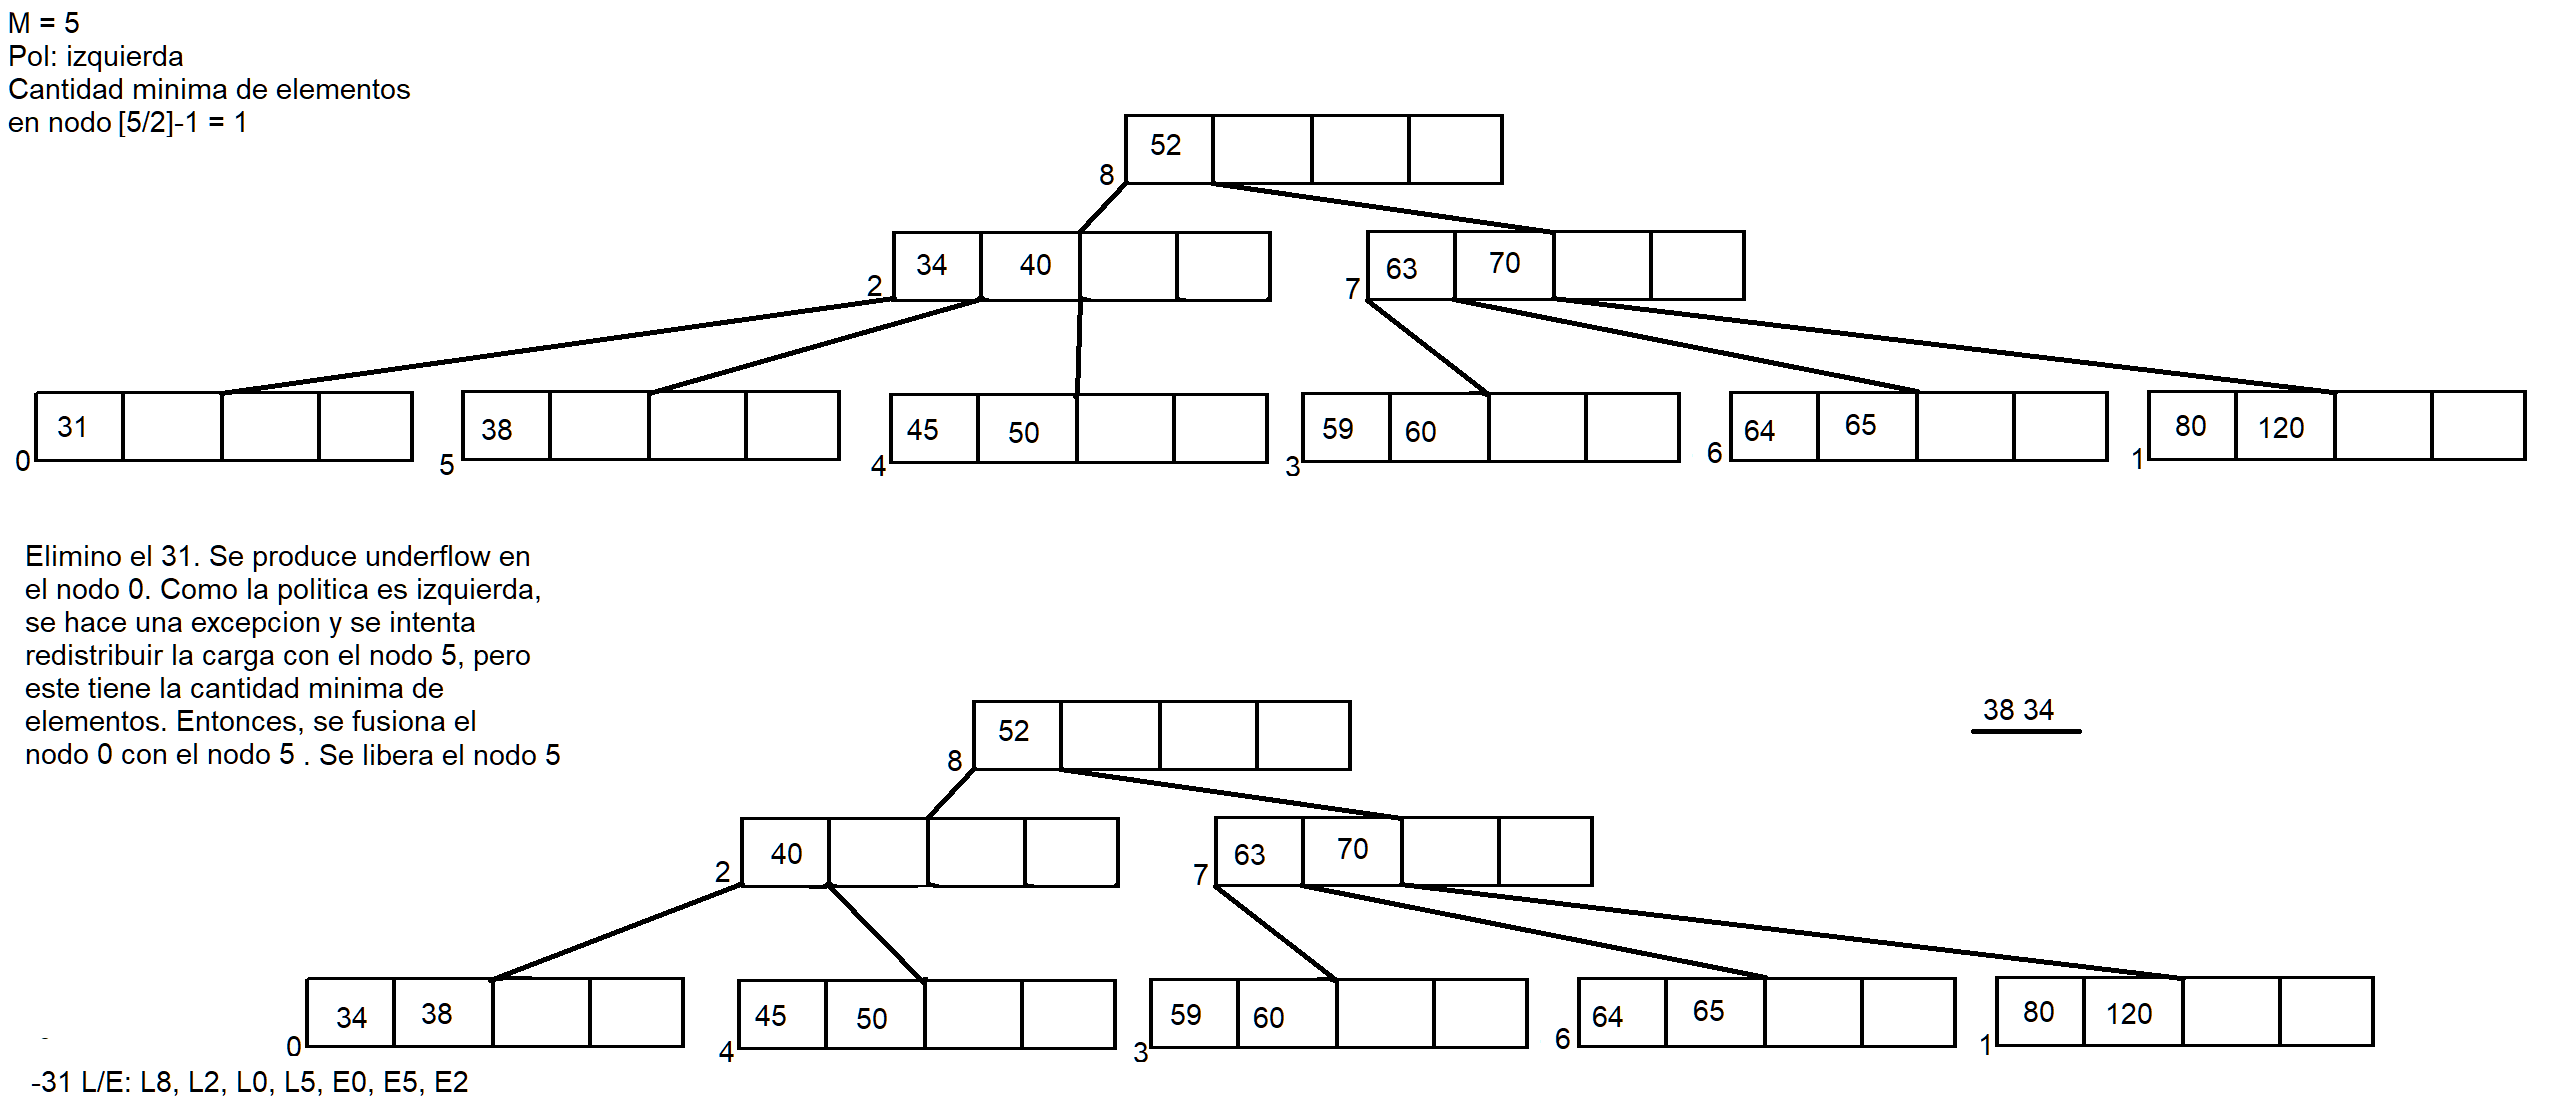 M = 5
Pol: izquierda
Cantidad minima de elementos
en nodo [5/2]-1 = 1
52
8
34 40
2
63 70
7
31
0
38
5
45 50
4
59 60
3
64 65
6
80 120
1
Elimino el 31. Se produce underflow en
el nodo 0. Como la politica es izquierda,
se hace una excepcion y se intenta
redistribuir la carga con el nodo 5, pero
este tiene la cantidad minima de
elementos. Entonces, se fusiona el
nodo 0 con el nodo 5 . Se libera el nodo 5
38 34
52
8
40
2
63 70
7
34 38
0
45 50
4
59 60
3
64 65
6
80 120
1
-31 L/E: L8, L2, L0, L5, E0, E5, E2